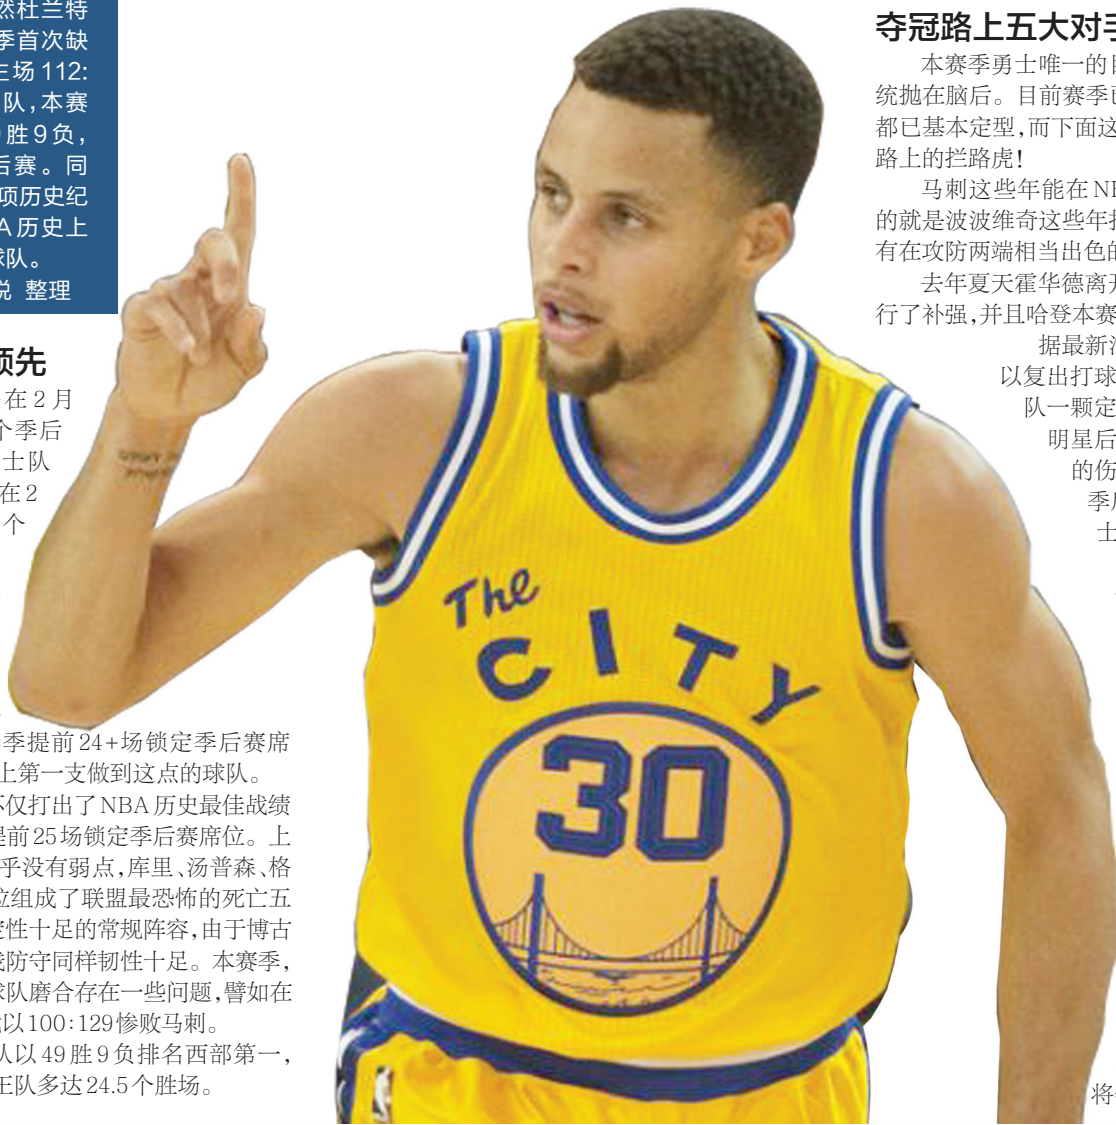 然杜兰特
季首次缺
主场 112:
队,本赛
胜9负,
后赛。同
项历史纪
A历史上
球队。
说 整理
领先
在2月
个季后
士队
在2
个
季提前24+场锁定季后赛席
上第一支做到这点的球队。
不仅打出了NBA历史最佳战绩
提前25场锁定季后赛席位。上
乎没有弱点,库里、汤普森、格
位组成了联盟最恐怖的死亡五
定性十足的常规阵容,由于博古
线防守同样韧性十足。本赛季,
球队磨合存在一些问题,譬如在
以100:129惨败马刺。
队以49胜9负排名西部第一,
王队多达24.5个胜场。
The
CITY
30
夺冠路上五大对手
本赛季勇士唯一的目
统抛在脑后。目前赛季已
都已基本定型,而下面这
路上的拦路虎!
马刺这些年能在NB
的就是波波维奇这些年打
有在攻防两端相当出色的
去年夏天霍华德离开
行了补强,并且哈登本赛
据最新消
以复出打球
队一颗定
明星后
的伤
季后
士
将